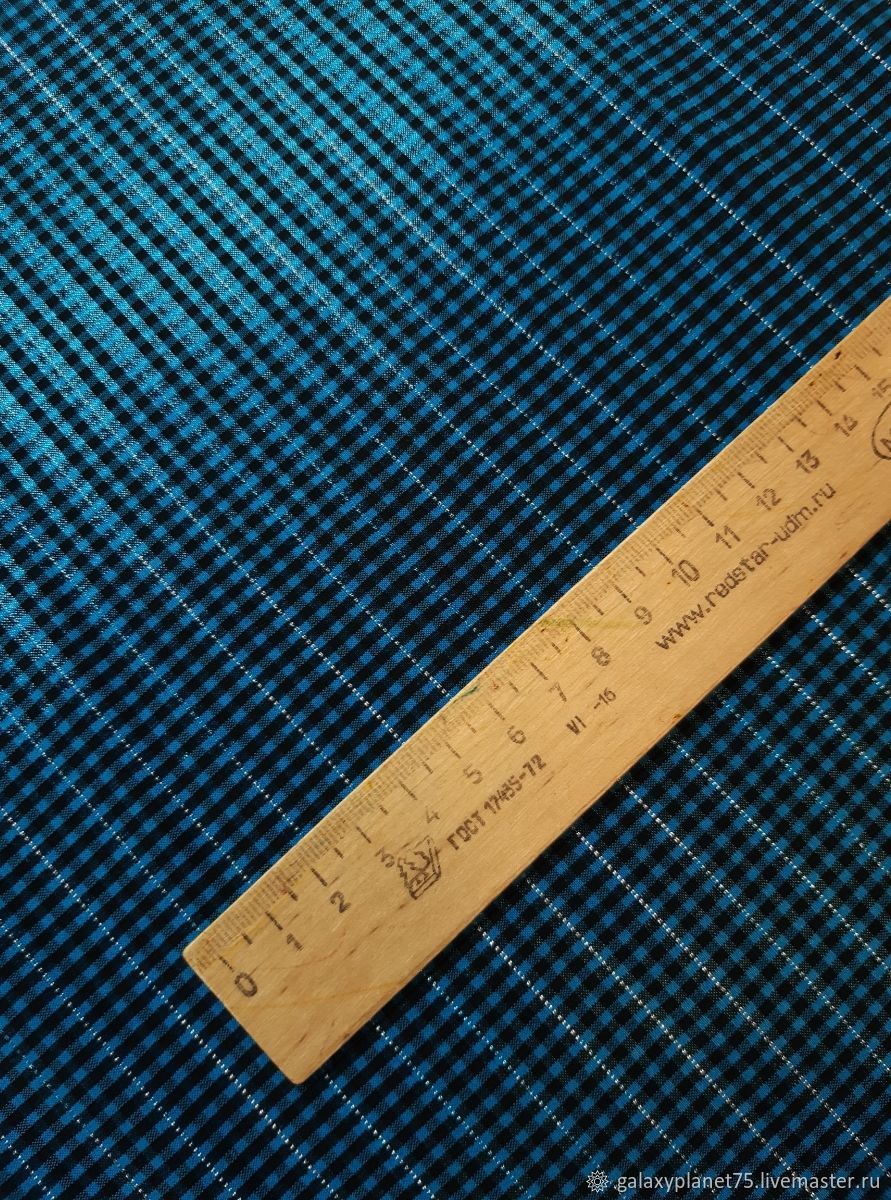 0 1 2 3 4 5 6 7 8 9 10 11 12 13 14 15
www.redstar-udm.ru
ГОСТ 17435-72 VI -16
galaxyplanet75.livemaster.ru